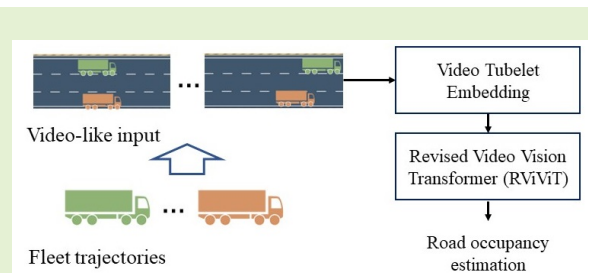 Video-like input
Fleet trajectories
Video Tubelet
Embedding
Revised Video Vision
Transformer (RViViT)
Road occupancy
estimation